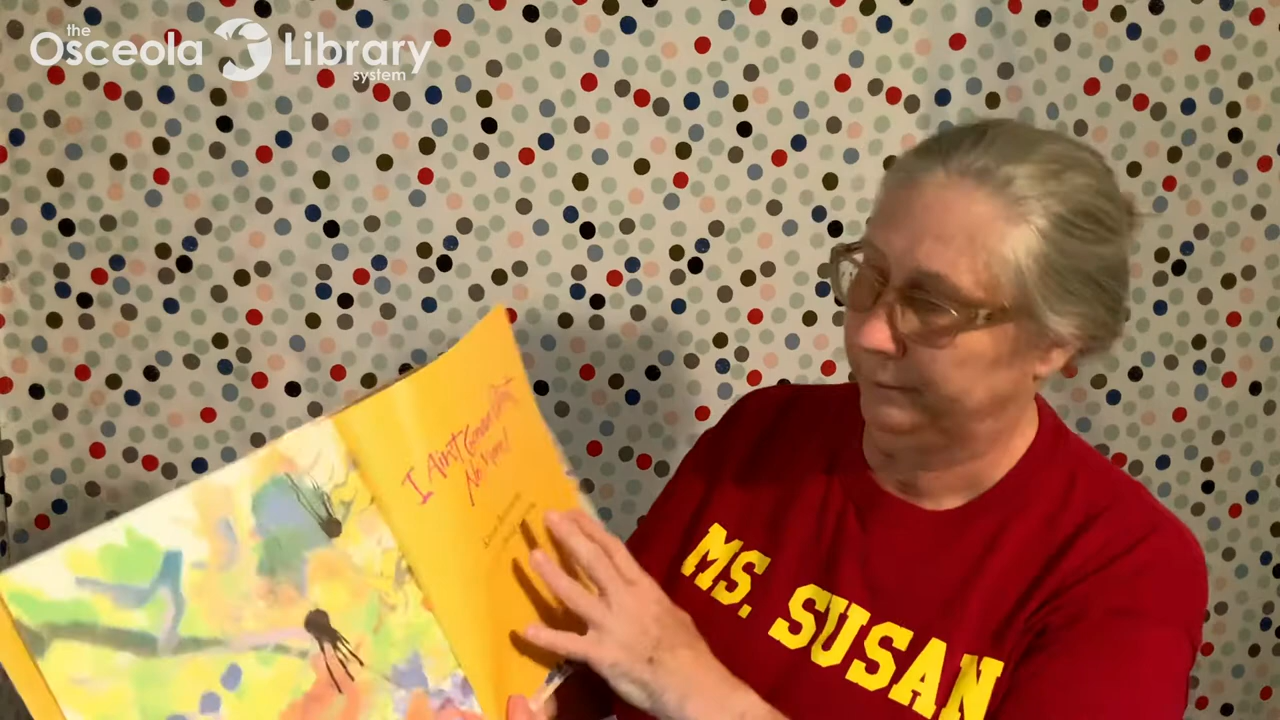 the
Osceola Library
system
I Ain't Gonna Paint
No More!
MS. SUSAN